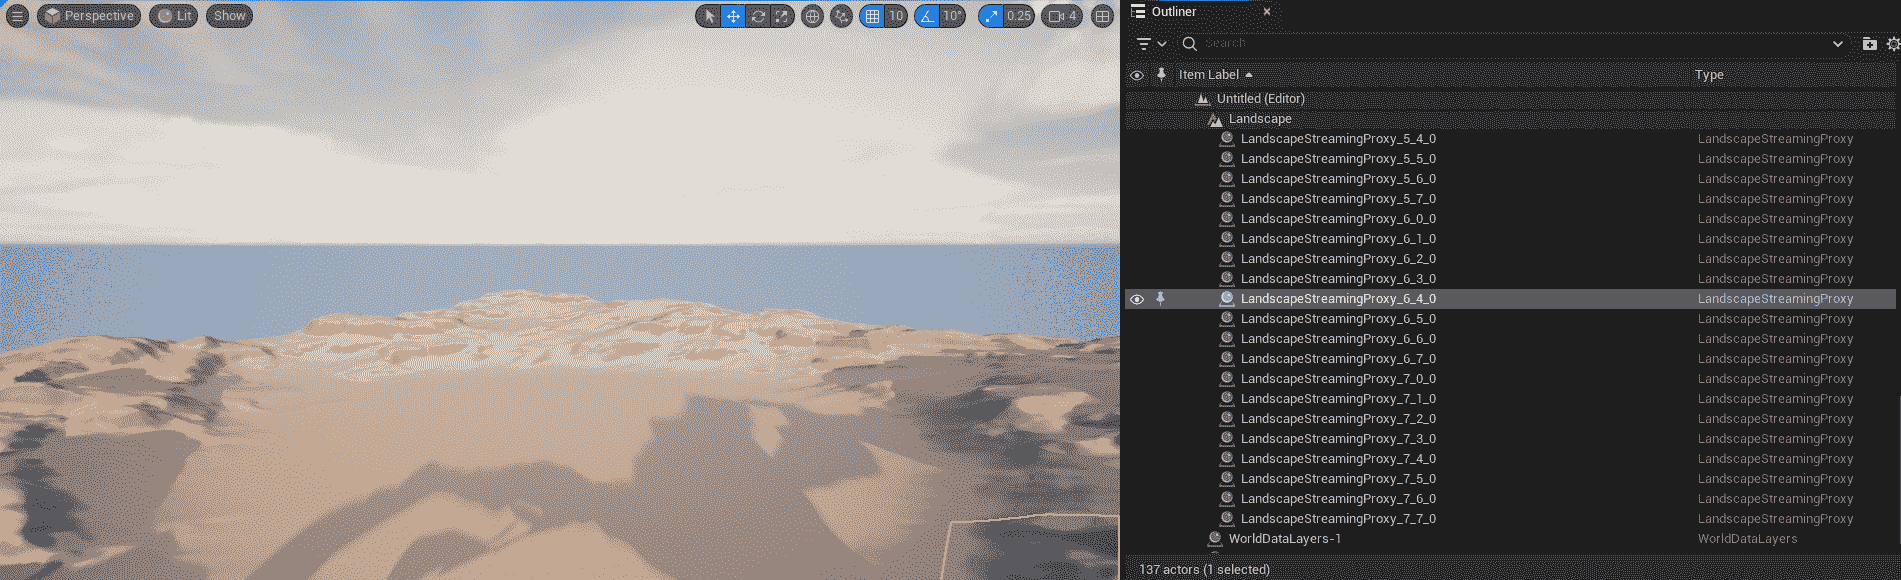 Perspective Lit Show 10 10° 0.25 4
Outliner
Search
Item Label Type
Untitled (Editor)
Landscape
LandscapeStreamingProxy_5_4_0 LandscapeStreamingProxy
LandscapeStreamingProxy_5_5_0 LandscapeStreamingProxy
LandscapeStreamingProxy_5_6_0 LandscapeStreamingProxy
LandscapeStreamingProxy_5_7_0 LandscapeStreamingProxy
LandscapeStreamingProxy_6_0_0 LandscapeStreamingProxy
LandscapeStreamingProxy_6_1_0 LandscapeStreamingProxy
LandscapeStreamingProxy_6_2_0 LandscapeStreamingProxy
LandscapeStreamingProxy_6_3_0 LandscapeStreamingProxy
LandscapeStreamingProxy_6_4_0 LandscapeStreamingProxy
LandscapeStreamingProxy_6_5_0 LandscapeStreamingProxy
LandscapeStreamingProxy_6_6_0 LandscapeStreamingProxy
LandscapeStreamingProxy_6_7_0 LandscapeStreamingProxy
LandscapeStreamingProxy_7_0_0 LandscapeStreamingProxy
LandscapeStreamingProxy_7_1_0 LandscapeStreamingProxy
LandscapeStreamingProxy_7_2_0 LandscapeStreamingProxy
LandscapeStreamingProxy_7_3_0 LandscapeStreamingProxy
LandscapeStreamingProxy_7_4_0 LandscapeStreamingProxy
LandscapeStreamingProxy_7_5_0 LandscapeStreamingProxy
LandscapeStreamingProxy_7_6_0 LandscapeStreamingProxy
LandscapeStreamingProxy_7_7_0 LandscapeStreamingProxy
WorldDataLayers-1 WorldDataLayers
137 actors (1 selected)